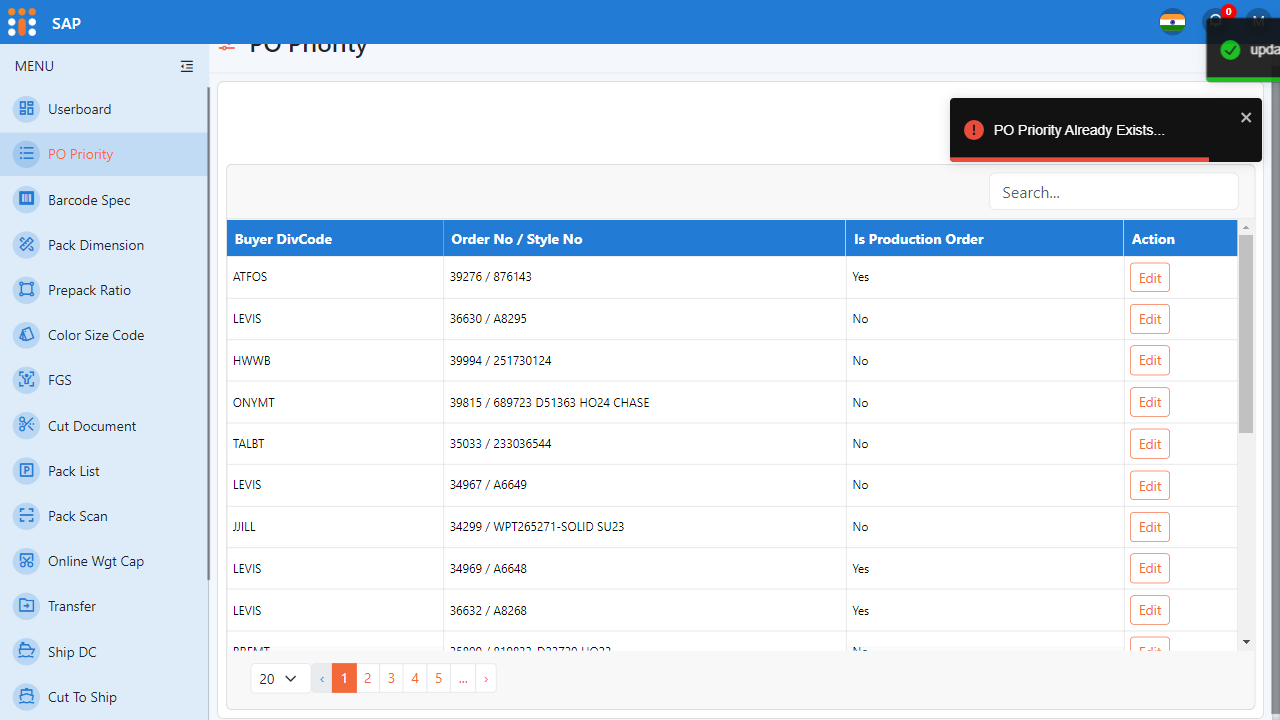 SAP
0
M
PO Priority
MENU
upda
Userboard
PO Priority
Barcode Spec
Pack Dimension
Prepack Ratio
Color Size Code
FGS
Cut Document
Pack List
Pack Scan
Online Wgt Cap
Transfer
Ship DC
Cut To Ship
PO Priority Already Exists...
Search...
Buyer DivCode Order No / Style No Is Production Order Action
ATFOS 39276 / 876143 Yes Edit
LEVIS 36630 / A8295 No Edit
HWWB 39994 / 251730124 No Edit
ONYMT 39815 / 689723 D51363 HO24 CHASE No Edit
TALBT 35033 / 233036544 No Edit
LEVIS 34967 / A6649 No Edit
JJILL 34299 / WPT265271-SOLID SU23 No Edit
LEVIS 34969 / A6648 Yes Edit
LEVIS 36632 / A8268 Yes Edit
No Edit
20 ‹ 1 2 3 4 5 ... ›